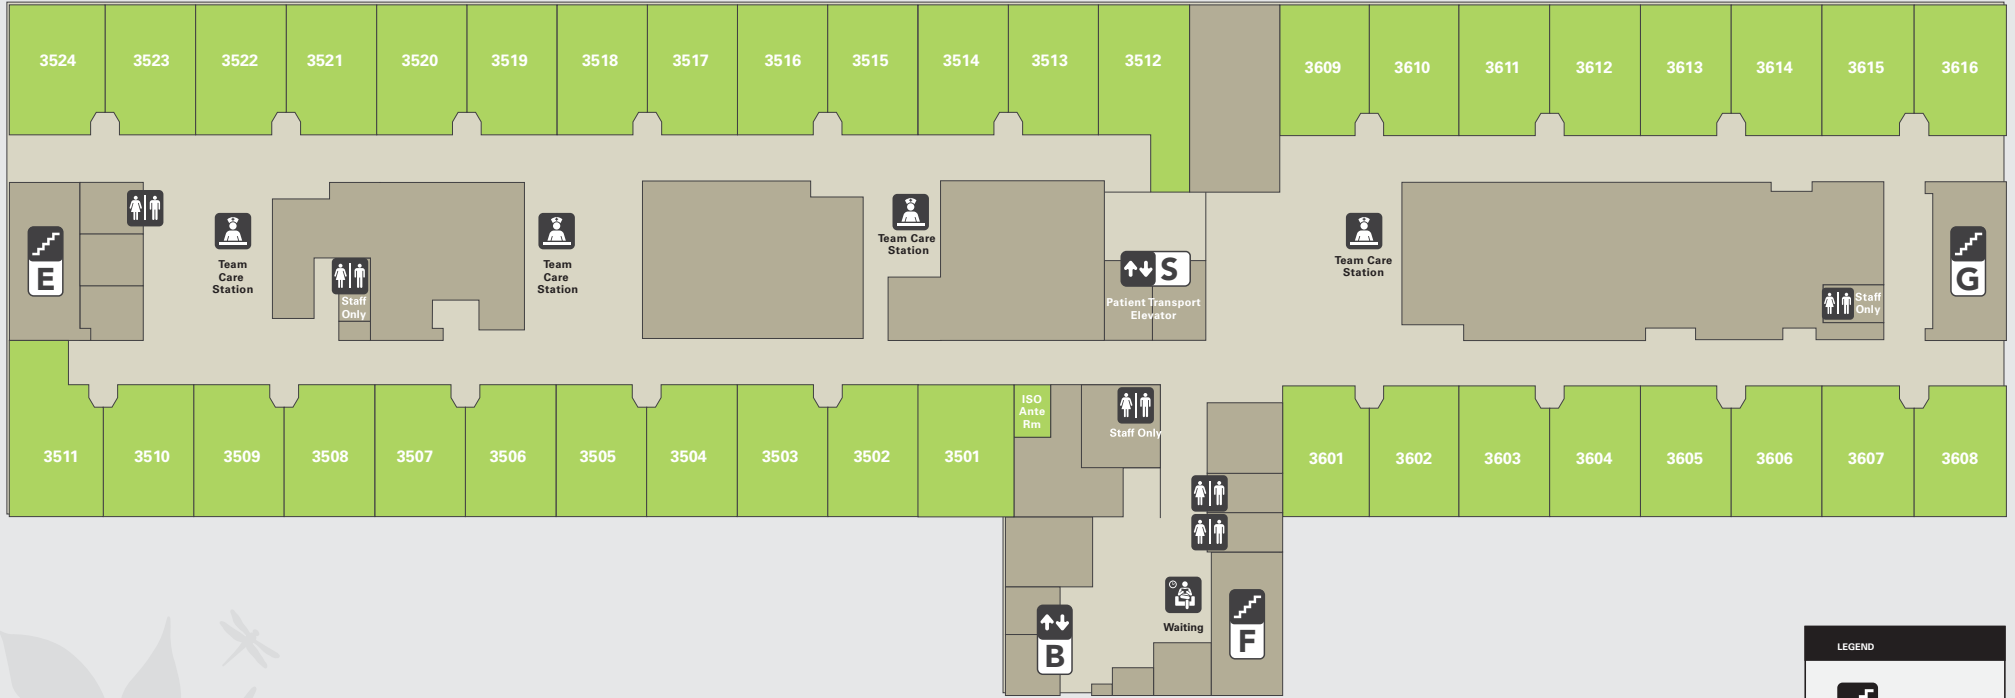 3524
3523
3522
3521
3520
3519
3518
3517
3516
3515
3514
3513
3512
3609
3610
3611
3612
3613
3614
3615
3616
E
Team
Care
Station
Staff
Only
Team
Care
Station
Team Care
Station
S
Patient Transport
Elevator
Team Care
Station
Staff
Only
G
3511
3510
3509
3508
3507
3506
3505
3504
3503
3502
3501
ISO
Ante
Rm
Staff Only
3601
3602
3603
3604
3605
3606
3607
3608
Waiting
B
F
LEGEND